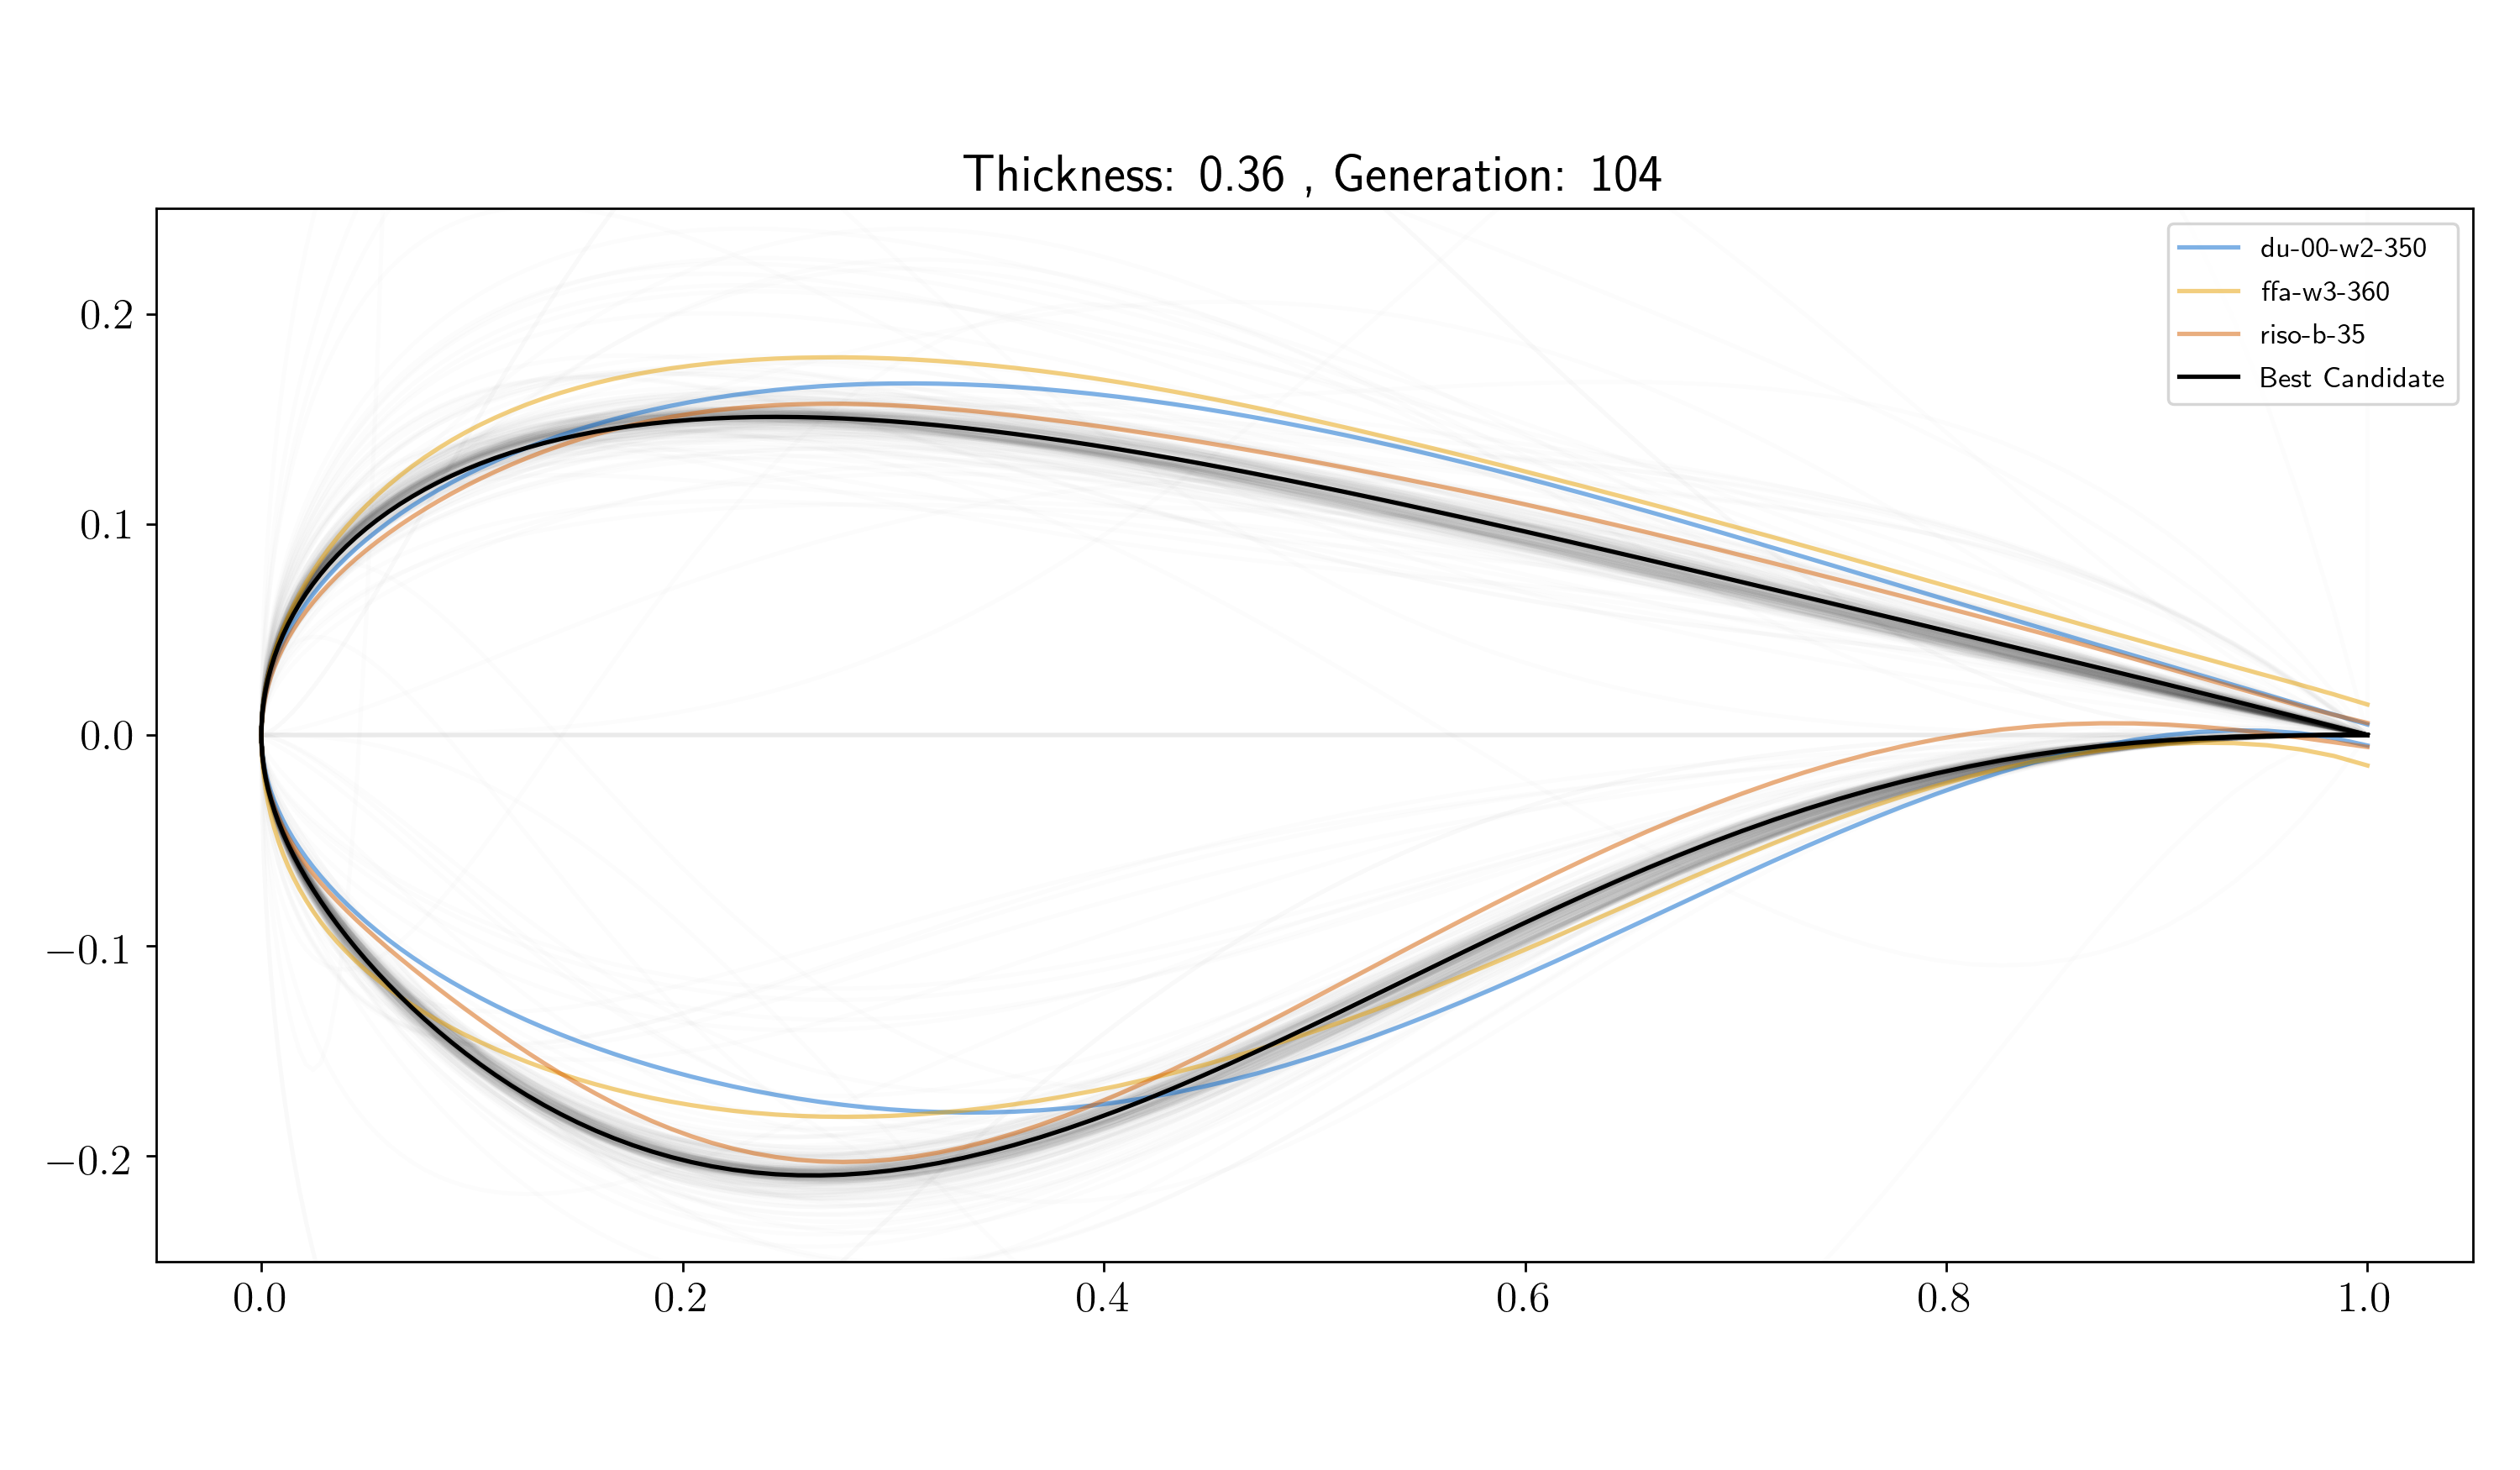 Thickness: 0.36 , Generation: 104
du-00-w2-350
ffa-w3-360
riso-b-35
Best Candidate
0.2
0.1
0.0
−0.1
−0.2
0.0 0.2 0.4 0.6 0.8 1.0